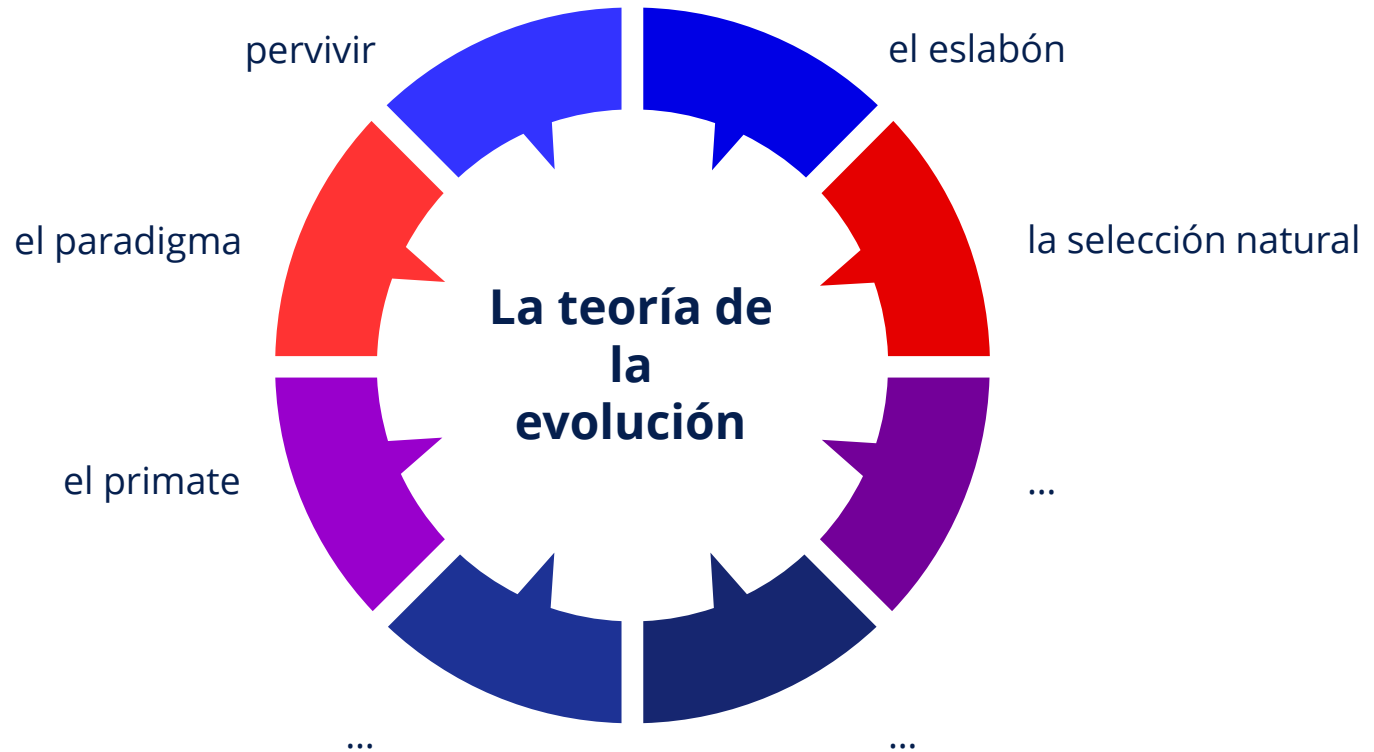 pervivir
el eslabón
el paradigma
la selección natural
La teoría de
la
evolución
el primate
...
...
...